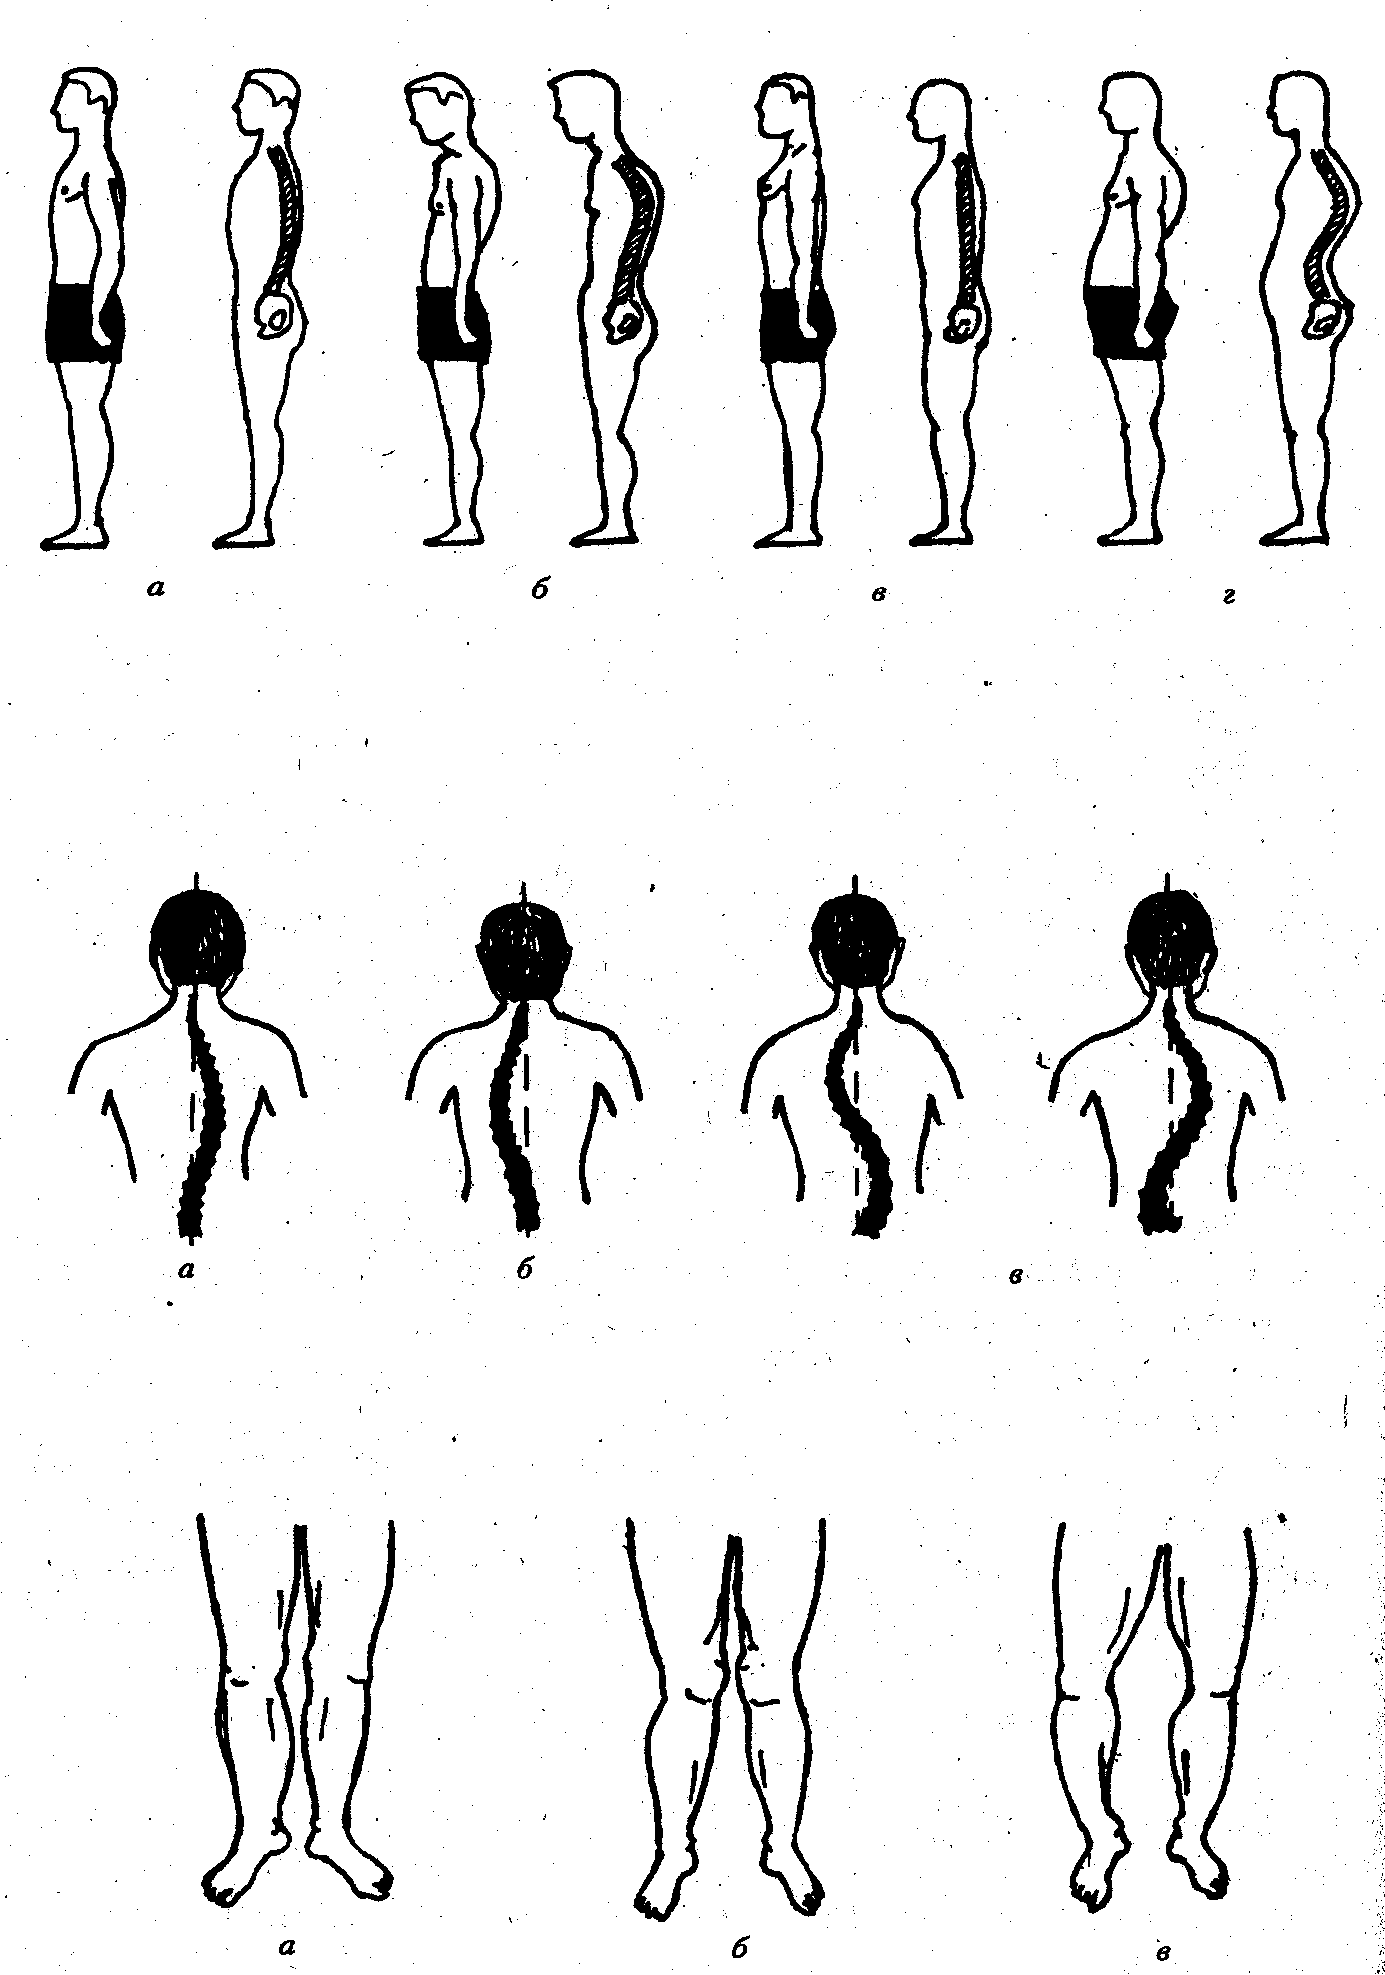 а б в г
а б в
а б в